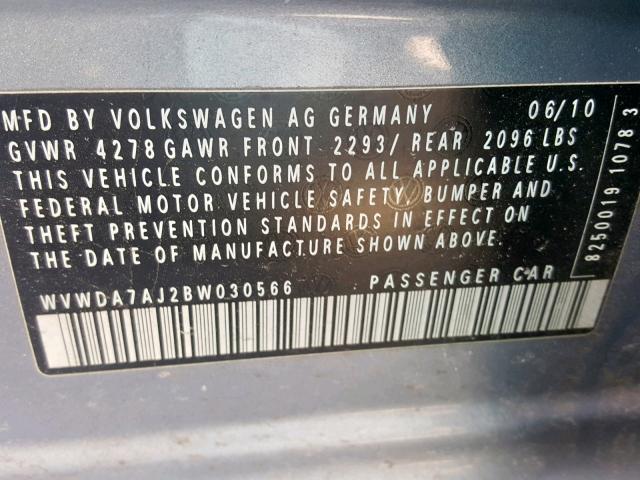 MFD BY VOLKSWAGEN AG GERMANY 06/10
GVWR 4278 GAWR FRONT 2293/ REAR 2096 LBS
THIS VEHICLE CONFORMS TO ALL APPLICABLE U.S.
FEDERAL MOTOR VEHICLE SAFETY, BUMPER AND
THEFT PREVENTION STANDARDS IN EFFECT ON
THE DATE OF MANUFACTURE SHOWN ABOVE.
WVWDA7AJ2BW030566 PASSENGER CAR
8250019 1078 3